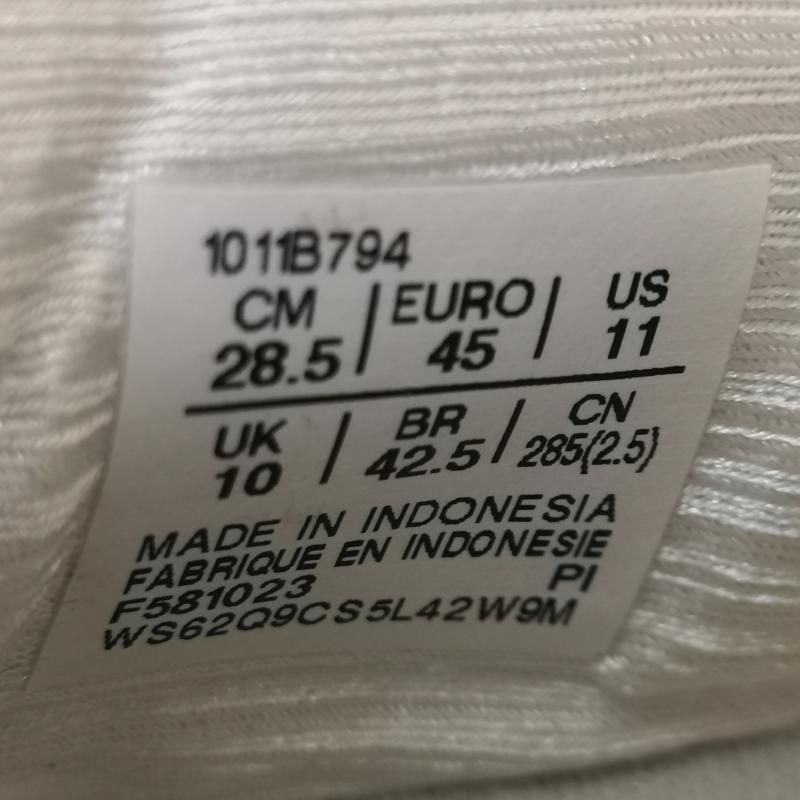 1011B794
CM | EURO | US
28.5 | 45 | 11
UK / BR / CN
10 / 42.5 / 285(2.5)
MADE IN INDONESIA
FABRIQUE EN INDONESIE
F581023 PI
WS62Q9CS5L42W9M